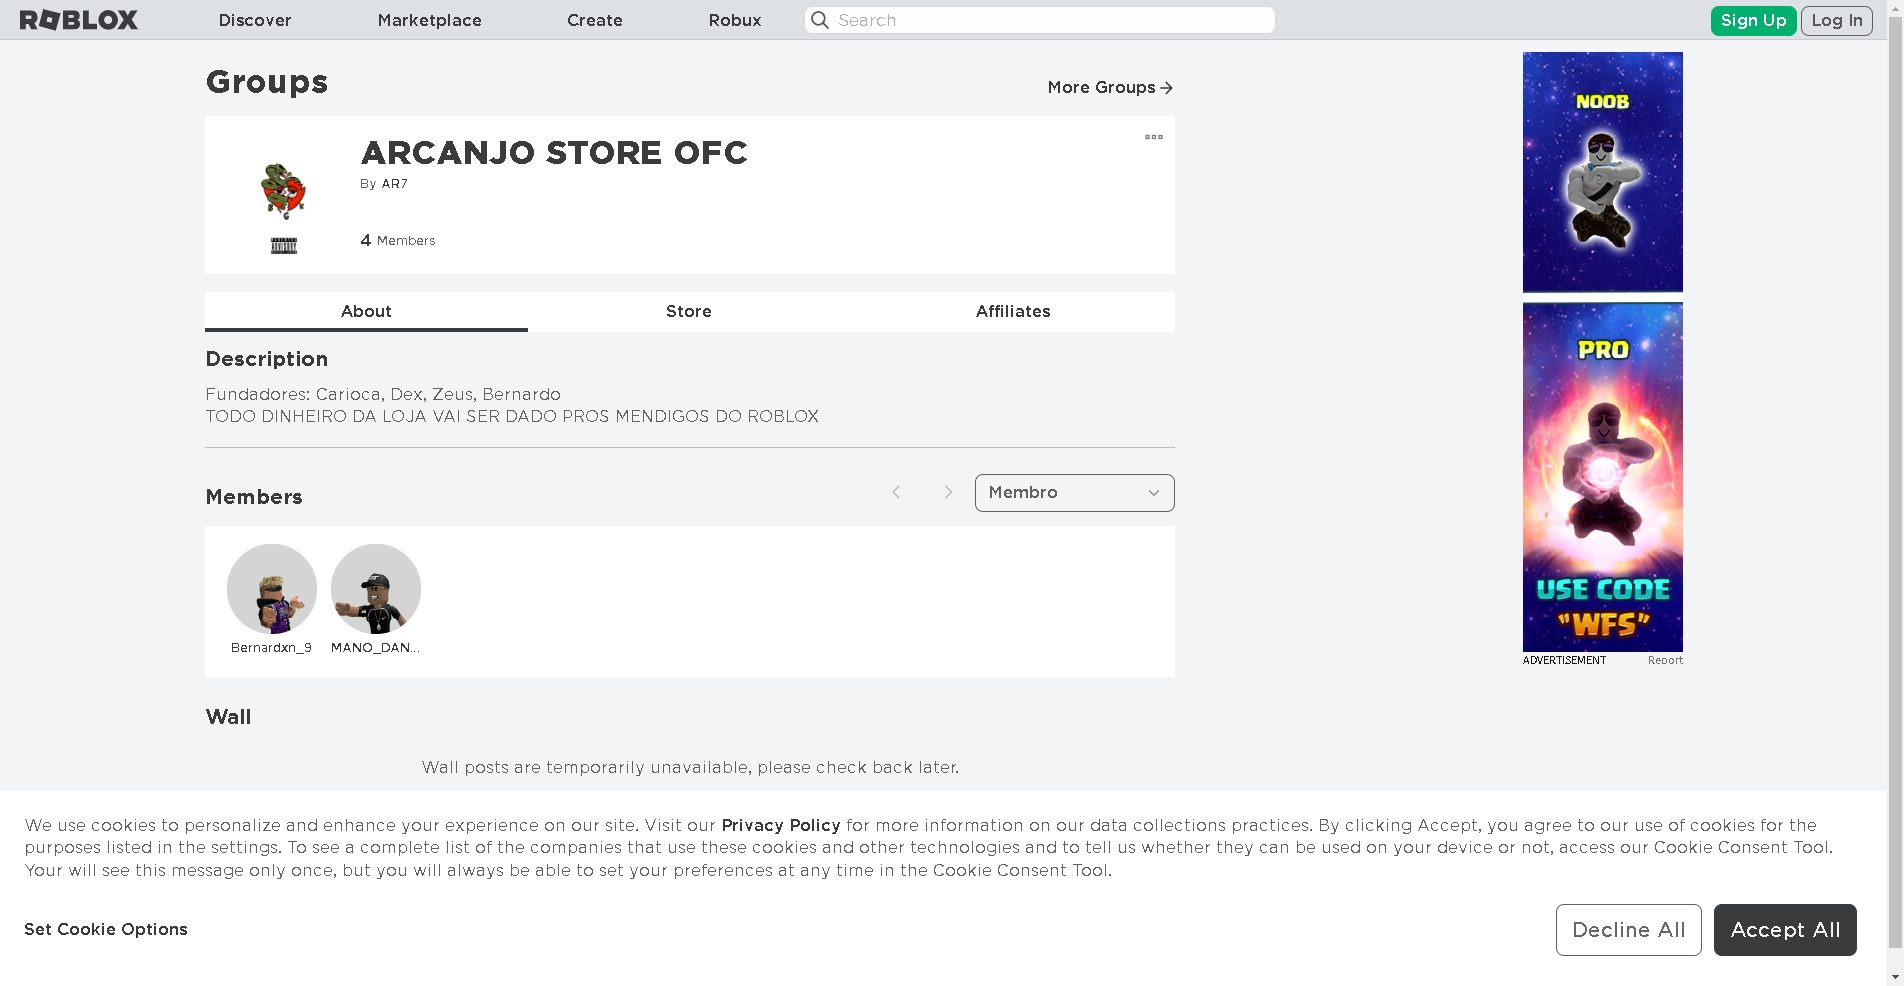 ROBLOX
Discover
Marketplace
Create
Robux
Search
Sign Up
Log In
Groups
More Groups
ARCANJO STORE OFC
By AR7
4 Members
ADVISORY
About
Store
Affiliates
Description
Fundadores: Carioca, Dex, Zeus, Bernardo
TODO DINHEIRO DA LOJA VAI SER DADO PROS MENDIGOS DO ROBLOX
Members
Membro
Bernardxn_9
MANO_DAN...
Wall
Wall posts are temporarily unavailable, please check back later.
NOOB
PRO
USE CODE
"WFS"
ADVERTISEMENT
Report
We use cookies to personalize and enhance your experience on our site. Visit our Privacy Policy for more information on our data collections practices. By clicking Accept, you agree to our use of cookies for the
purposes listed in the settings. To see a complete list of the companies that use these cookies and other technologies and to tell us whether they can be used on your device or not, access our Cookie Consent Tool.
Your will see this message only once, but you will always be able to set your preferences at any time in the Cookie Consent Tool.
Set Cookie Options
Decline All
Accept All